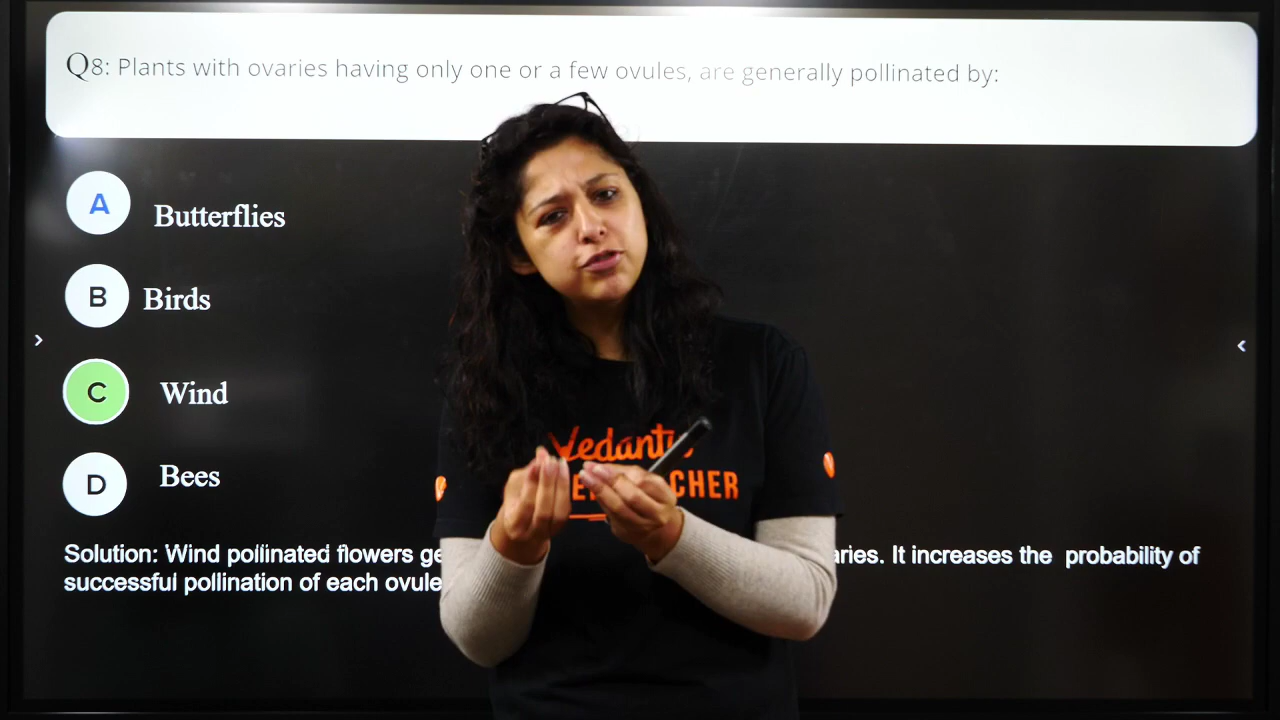 Q8: Plants with ovaries having only one or a few ovules, are generally pollinated by:
A Butterflies
B Birds
C Wind
D Bees
Solution: Wind pollinated flowers aries. It increases the probability of
successful pollination of each ovule
CHER